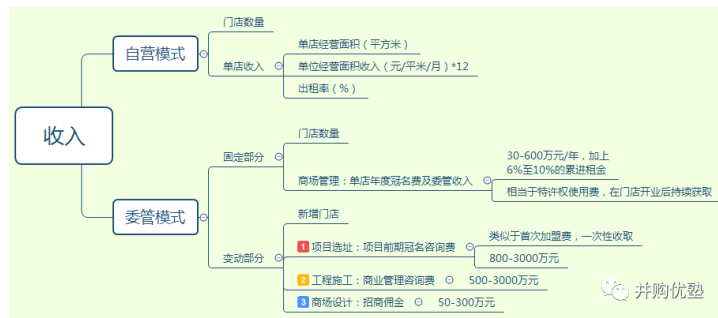 收入
自营模式
门店数量
单店收入
单店经营面积（平方米）
单位经营面积收入（元/平米/月）*12
出租率（%）
委管模式
固定部分
门店数量
商场管理：单店年度冠名费及委管收入
30-600万元/年，加上
6%至10%的累进租金
相当于特许权使用费，在门店开业后持续获取
变动部分
新增门店
1 项目选址：项目前期冠名咨询费
类似于首次加盟费，一次性收取
800-3000万元
2 工程施工：商业管理咨询费
500-3000万元
3 商场设计：招商佣金
50-300万元
并购优塾